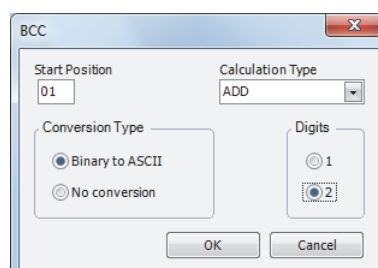 BCC
Start Position
Calculation Type
01
ADD
Conversion Type
Digits
Binary to ASCII
1
No conversion
2
OK
Cancel